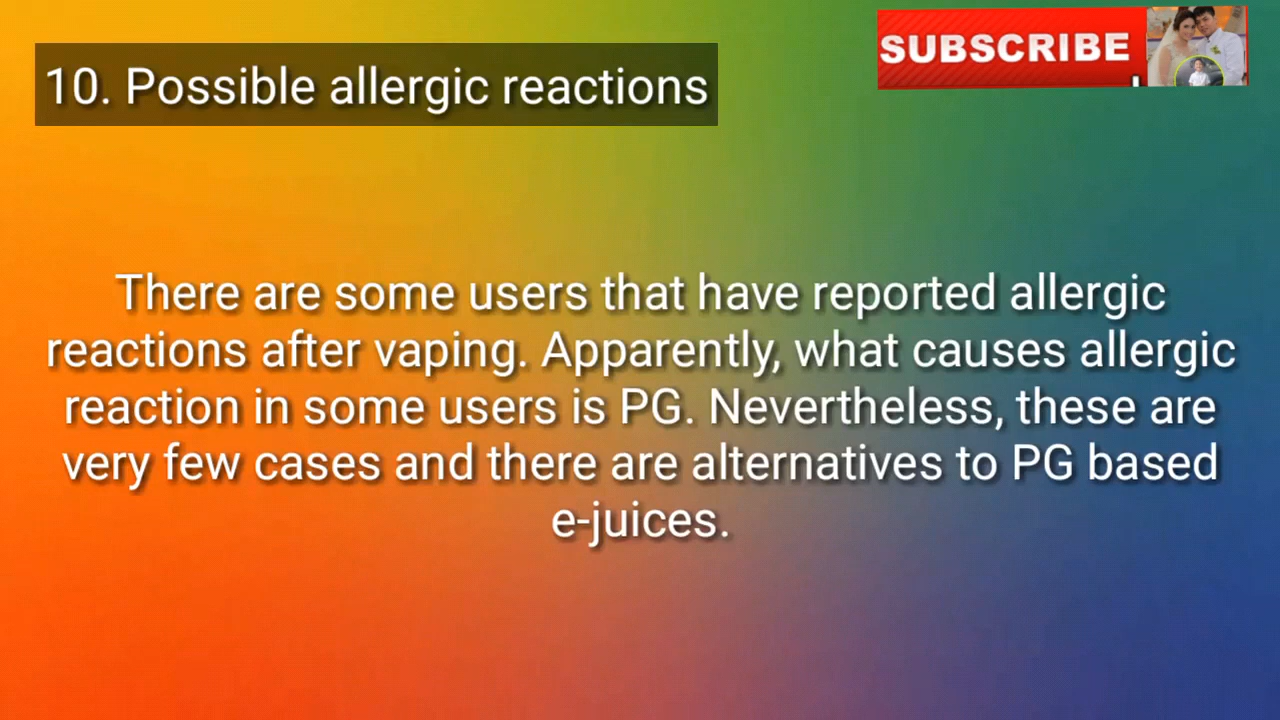 10. Possible allergic reactions
SUBSCRIBE
There are some users that have reported allergic
reactions after vaping. Apparently, what causes allergic
reaction in some users is PG. Nevertheless, these are
very few cases and there are alternatives to PG based
e-juices.